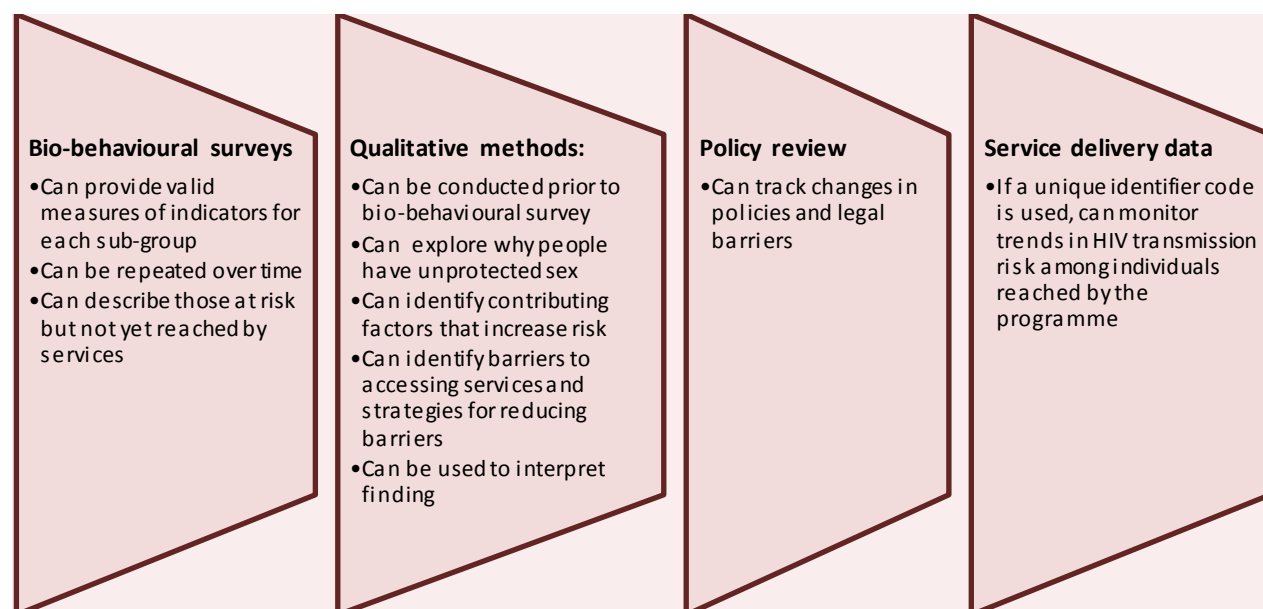 Bio-behavioural surveys
•Can provide valid
measures of indicators for
each sub-group
•Can be repeated over time
•Can describe those at risk
but not yet reached by
services
Qualitative methods:
•Can be conducted prior to
bio-behavioural survey
•Can explore why people
have unprotected sex
•Can identify contributing
factors that increase risk
•Can identify barriers to
accessing services and
strategies for reducing
barriers
•Can be used to interpret
finding
Policy review
•Can track changes in
policies and legal
barriers
Service delivery data
•If a unique identifier code
is used, can monitor
trends in HIV transmission
risk among individuals
reached by the
programme